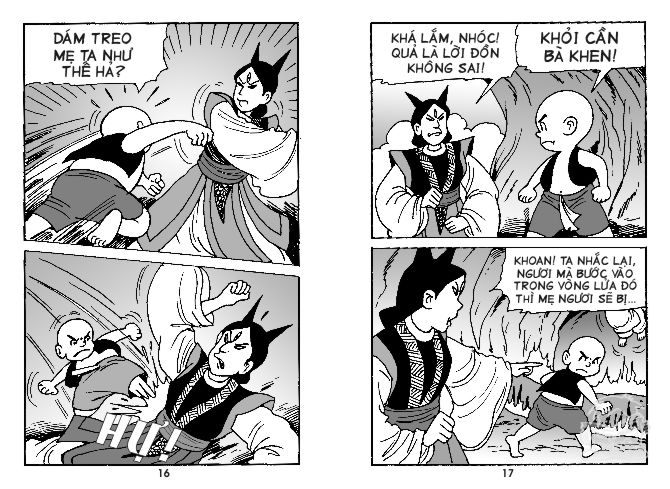 DÁM TREO
MẸ TA NHƯ
THẾ HẢ?
HỰ!
16
KHÁ LẮM, NHÓC!
QUẢ LÀ LỜI ĐỒN
KHÔNG SAI!
KHỎI CẦN
BÀ KHEN!
KHOAN! TA NHẮC LẠI,
NGƯƠI MÀ BƯỚC VÀO
TRONG VÒNG LỬA ĐÓ
THÌ MẸ NGƯƠI SẼ BỊ...
17